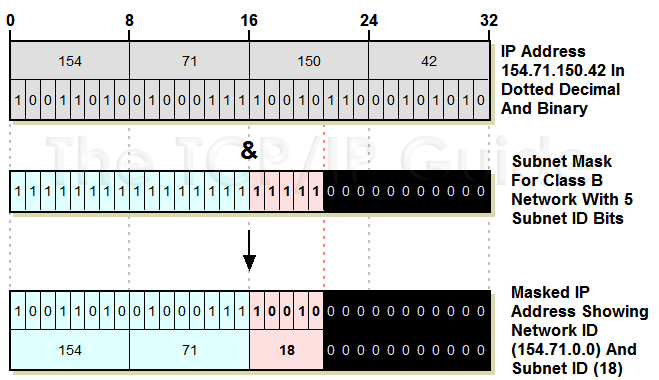 0 8 16 24 32
154 71 150 42
1 0 0 1 1 0 1 0 0 1 0 0 0 1 1 1 1 0 0 1 0 1 1 0 0 0 1 0 1 0 1 0
IP Address
154.71.150.42 In
Dotted Decimal
And Binary
The TCP/IP Guide
&
1 1 1 1 1 1 1 1 1 1 1 1 1 1 1 1 1 1 1 1 1 0 0 0 0 0 0 0 0 0 0 0
Subnet Mask
For Class B
Network With 5
Subnet ID Bits
1 0 0 1 1 0 1 0 0 1 0 0 0 1 1 1 1 0 0 1 0 0 0 0 0 0 0 0 0 0 0 0
154 71 18 0 0 0 0 0 0 0 0 0 0 0
Masked IP
Address Showing
Network ID
(154.71.0.0) And
Subnet ID (18)